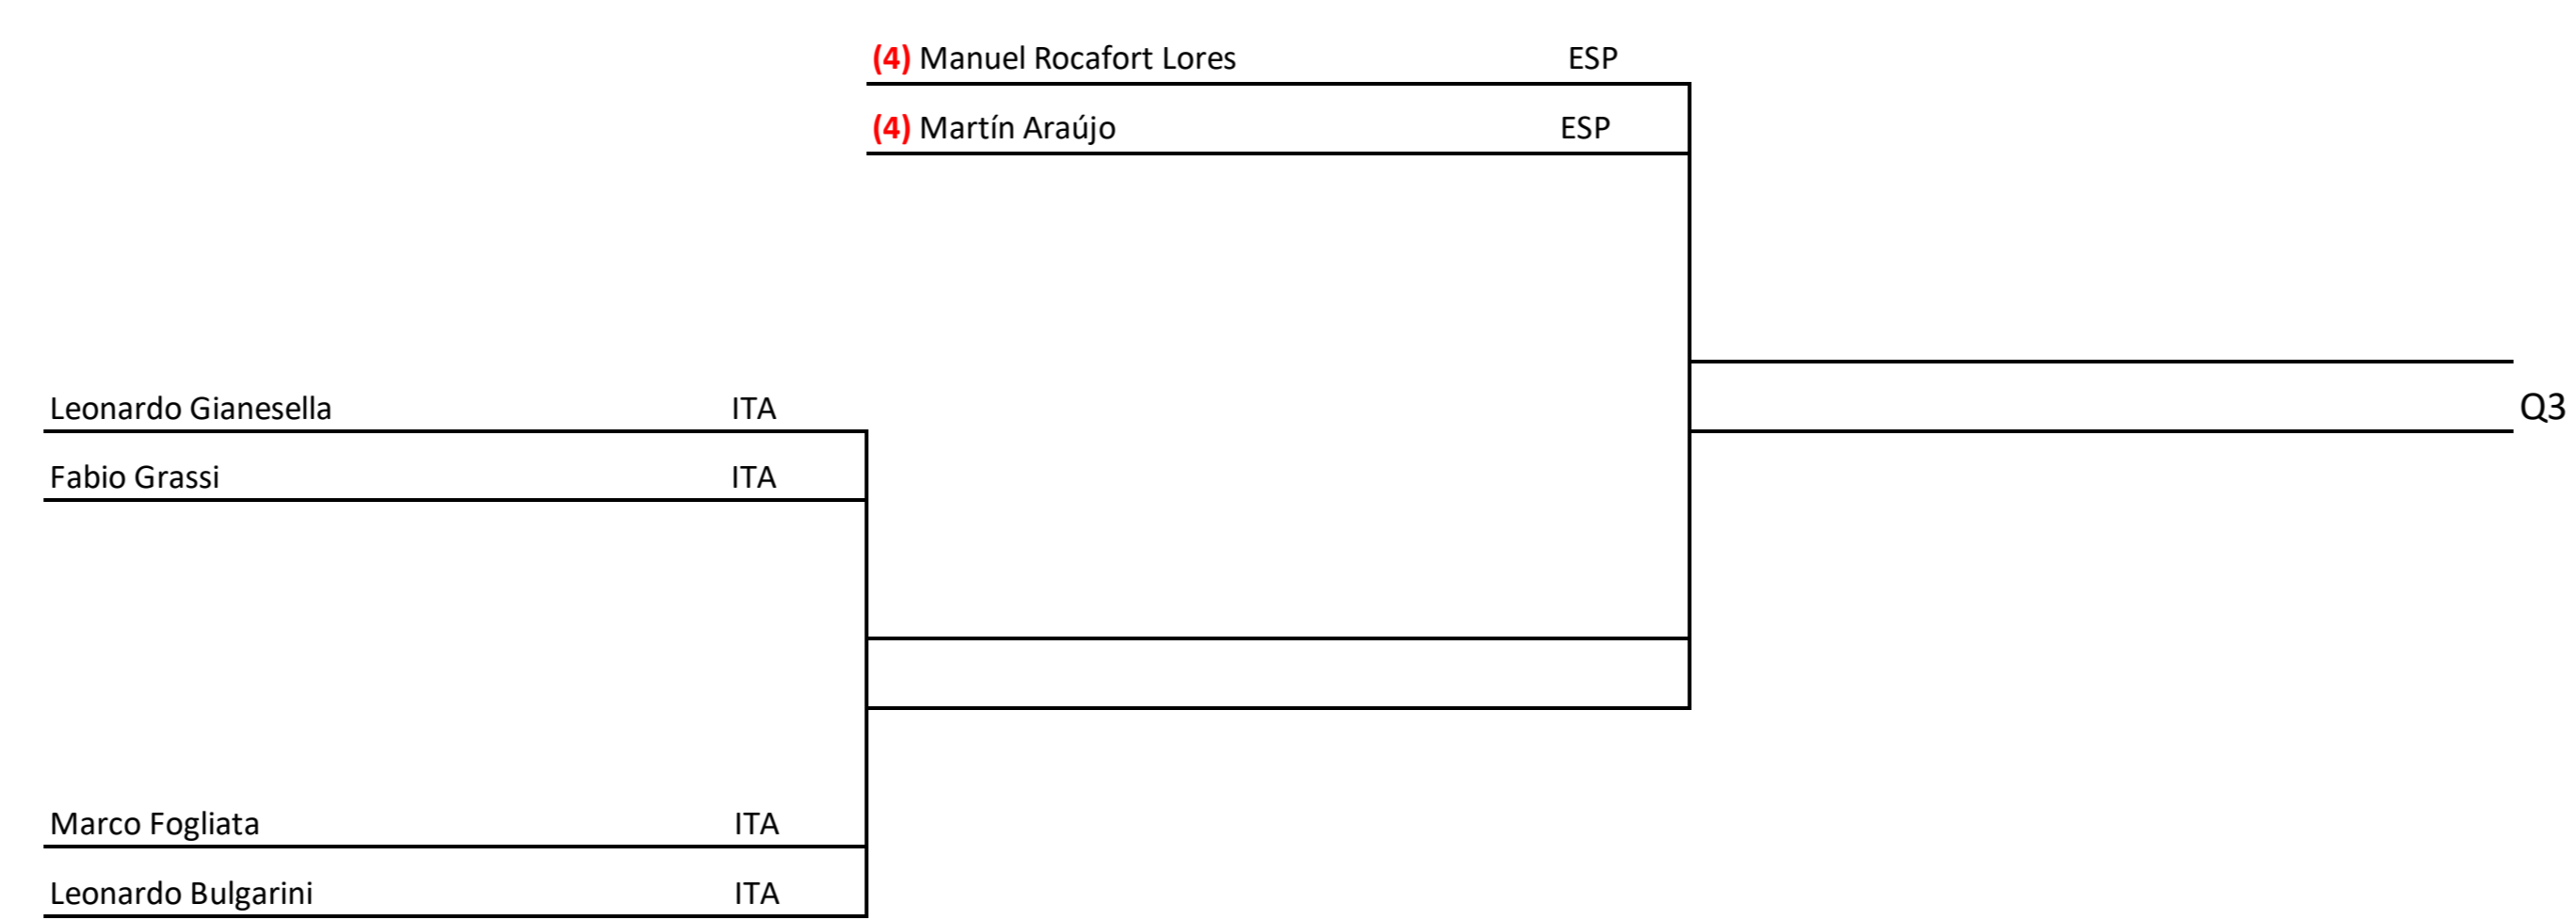 (4) Manuel Rocafort Lores ESP
(4) Martín Araújo ESP
Leonardo Gianesella ITA
Q3
Fabio Grassi ITA
Marco Fogliata ITA
Leonardo Bulgarini ITA